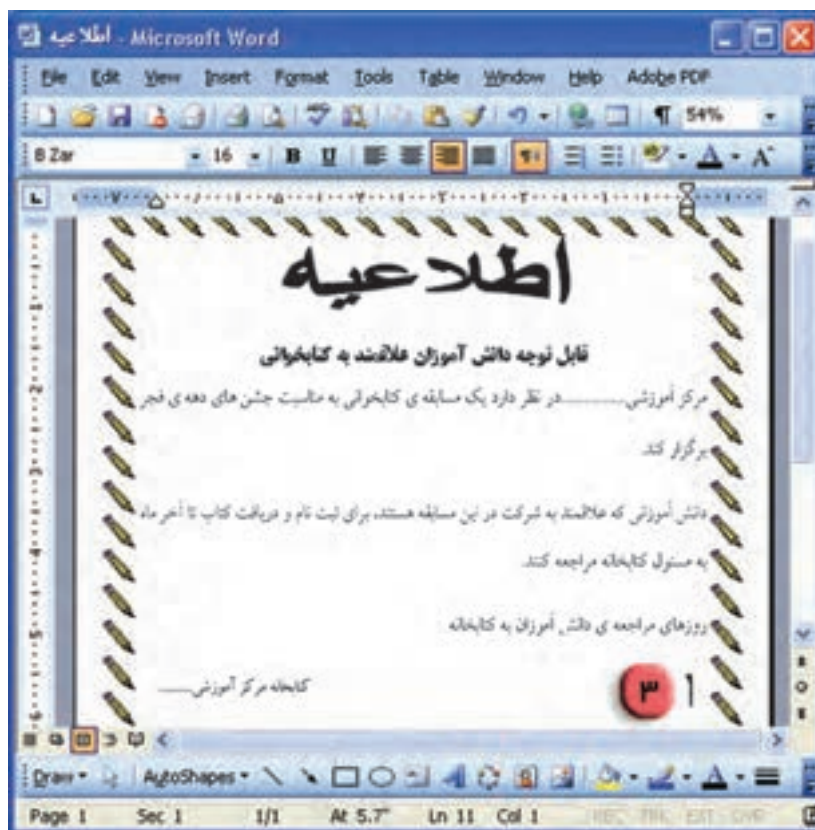 اطلاعیه - Microsoft Word
File Edit View Insert Format Tools Table Window Help Adobe PDF
54%
B Zar 16 B U
اطلاعیه
قابل توجه دانش آموزان علاقمند به کتابخوانی
مرکز آموزشی............در نظر دارد یک مسابقه ی کتابخوانی به مناسبت جشن های دهه ی فجر
برگزار کند.
دانش آموزانی که علاقمند به شرکت در این مسابقه هستند، برای ثبت نام و دریافت کتاب تا آخر ماه
به مسئول کتابخانه مراجعه کنند.
روزهای مراجعه ی دانش آموزان به کتابخانه
۱ ۳
کتابخانه مرکز آموزشی......
Draw AutoShapes
Page 1 Sec 1 1/1 At 5.7" Ln 11 Col 1 REC TRK EXT OVR